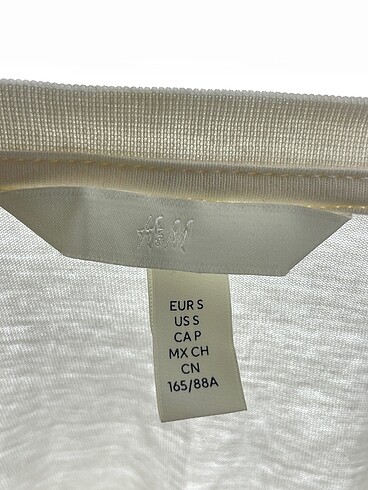 H&M
EUR S
US S
CA P
MX CH
CN
165/88A